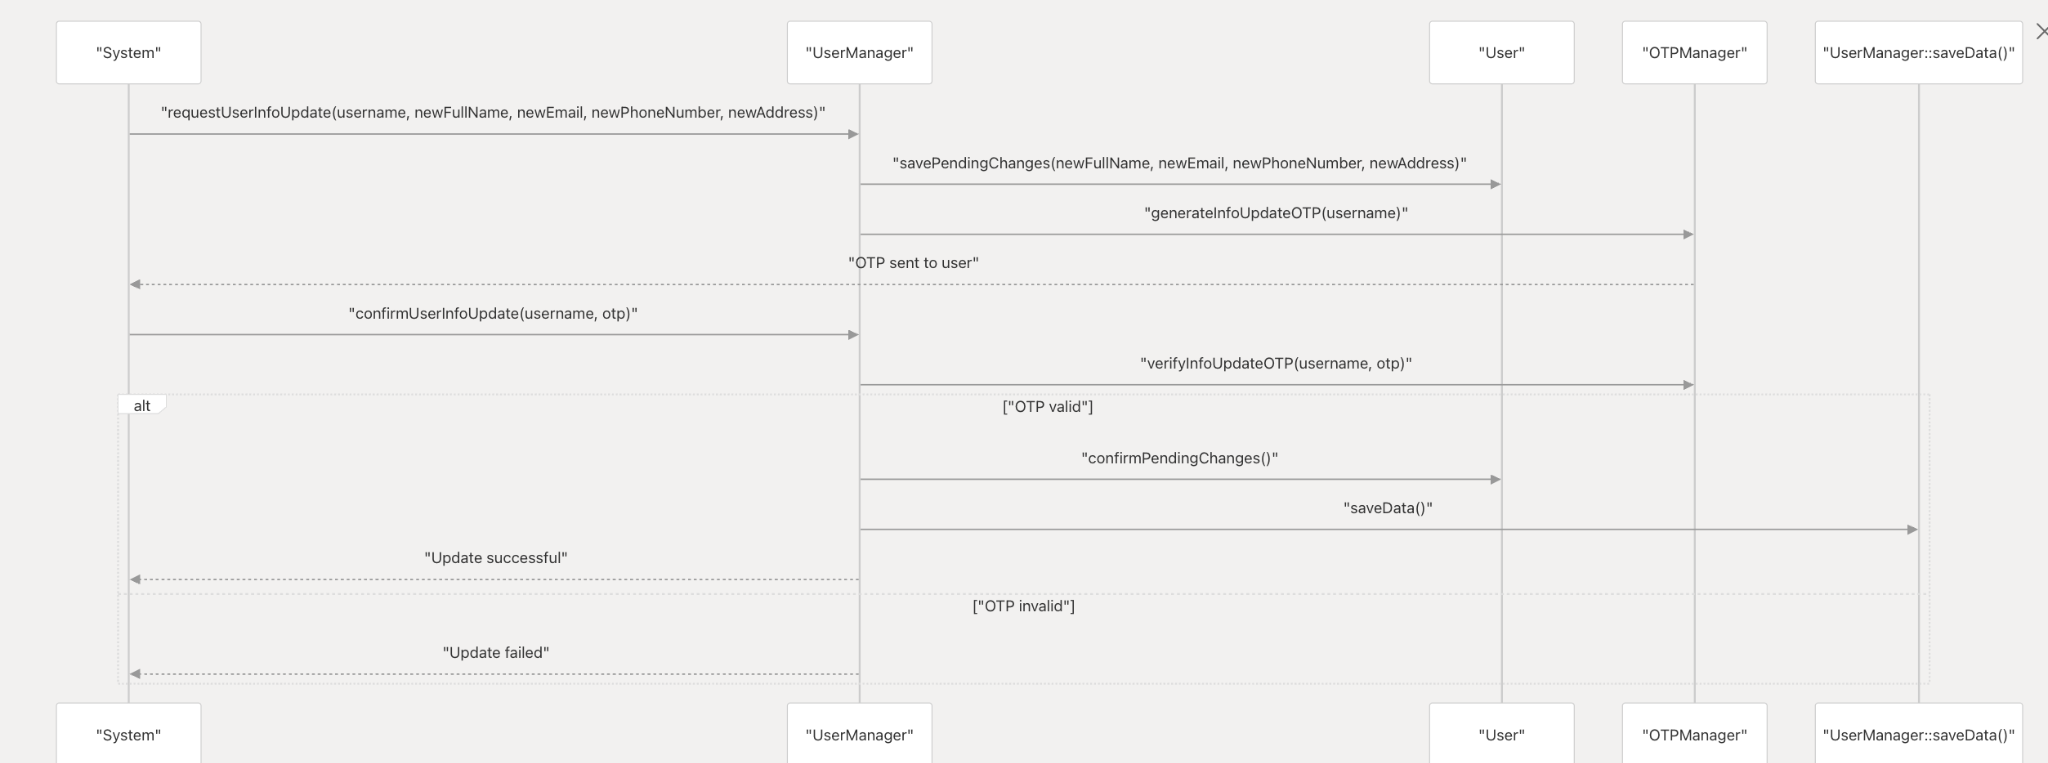 "System"
"UserManager"
"User"
"OTPManager"
"UserManager::saveData()"
"requestUserInfoUpdate(username, newFullName, newEmail, newPhoneNumber, newAddress)"
"savePendingChanges(newFullName, newEmail, newPhoneNumber, newAddress)"
"generateInfoUpdateOTP(username)"
"OTP sent to user"
"confirmUserInfoUpdate(username, otp)"
"verifyInfoUpdateOTP(username, otp)"
alt
["OTP valid"]
"confirmPendingChanges()"
"saveData()"
"Update successful"
["OTP invalid"]
"Update failed"
"System"
"UserManager"
"User"
"OTPManager"
"UserManager::saveData()"